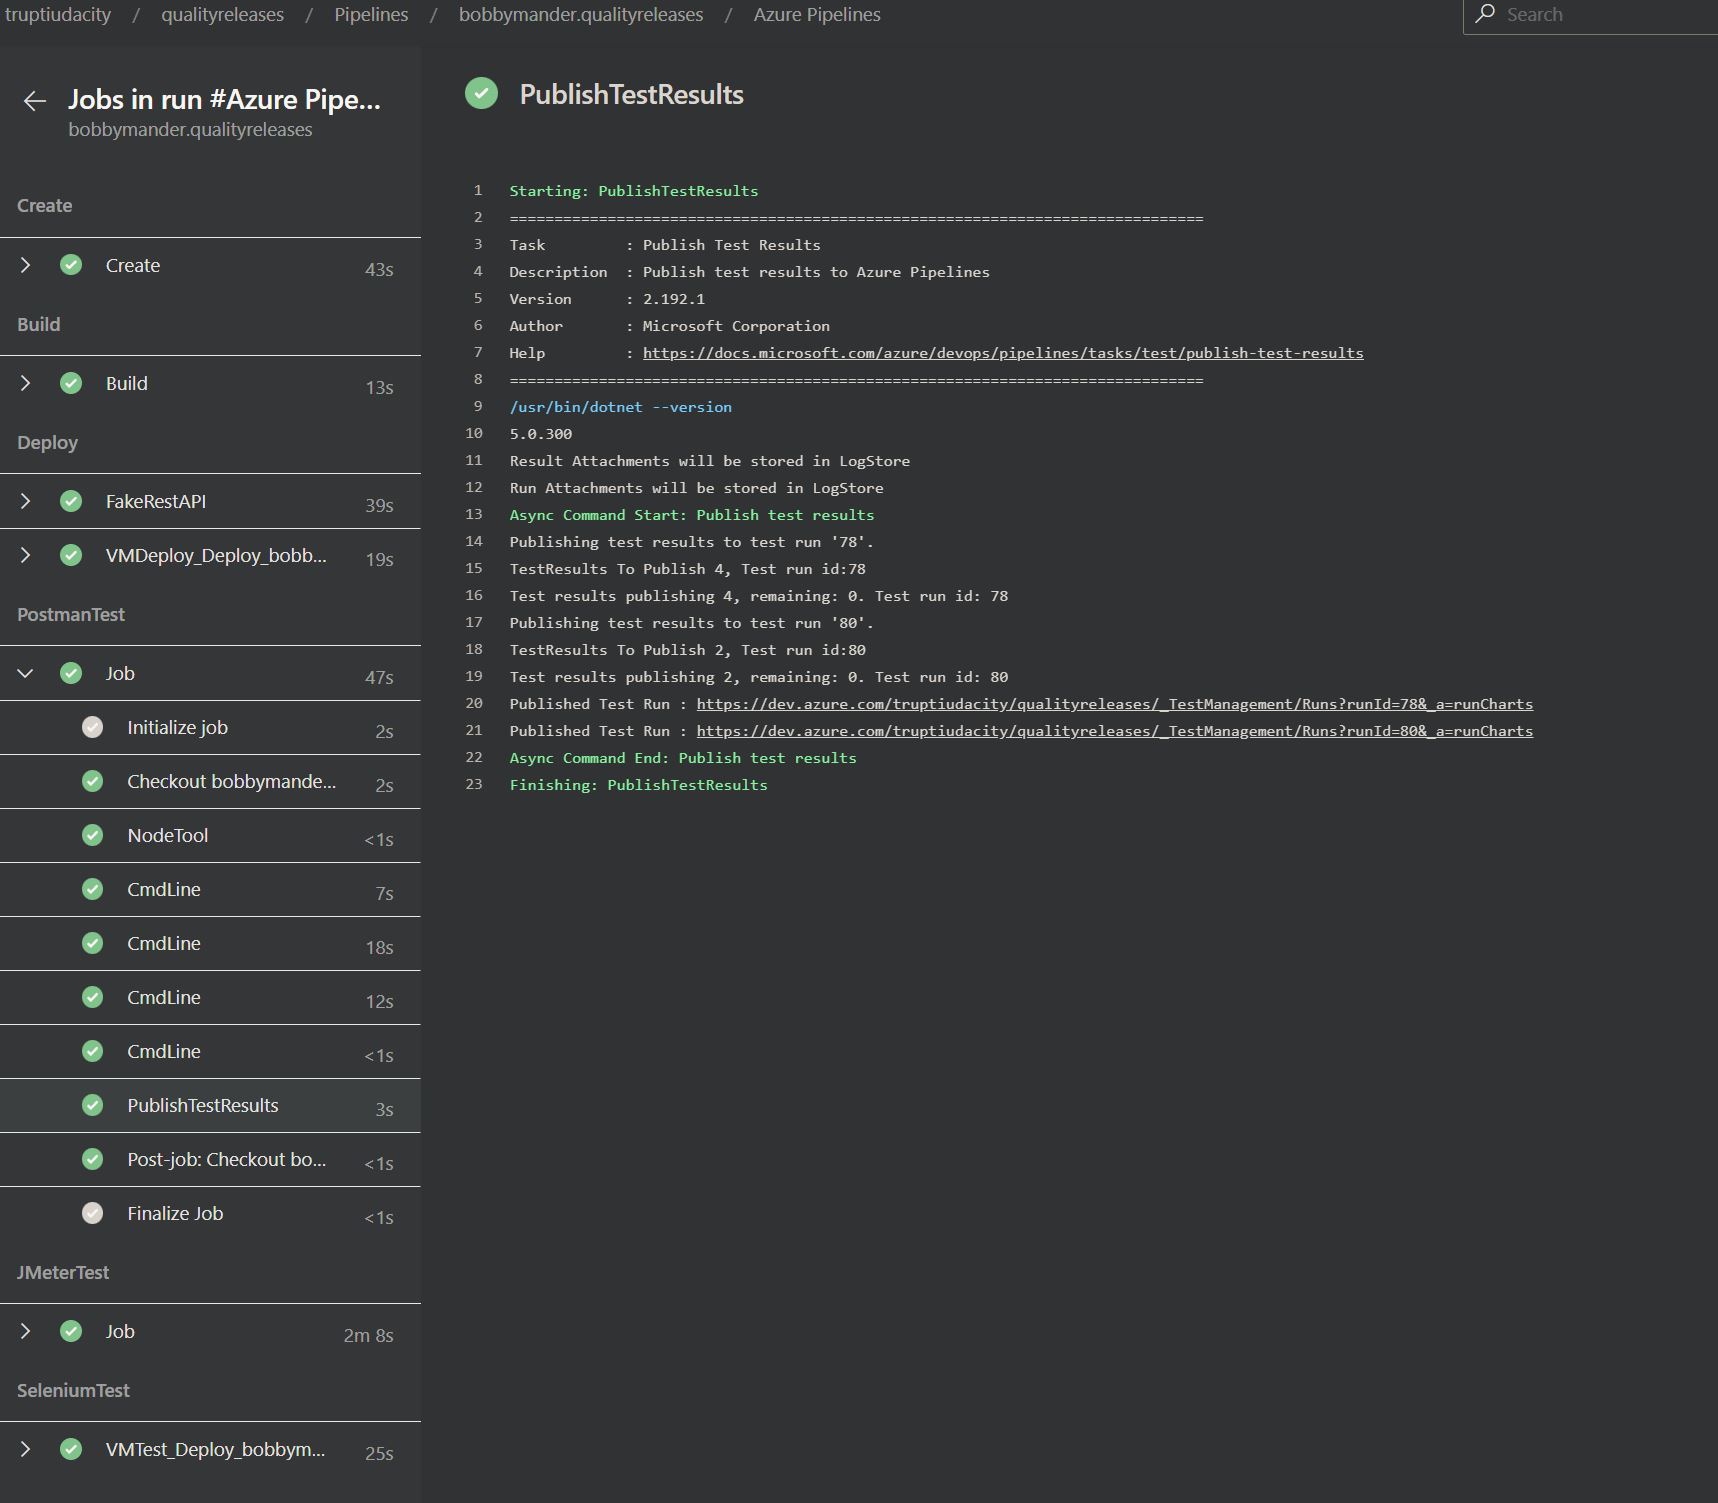 truptiudacity / qualityreleases / Pipelines / bobbymander.qualityreleases / Azure Pipelines
Search
Jobs in run #Azure Pipe...
bobbymander.qualityreleases
Create
Create 43s
Build
Build 13s
Deploy
FakeRestAPI 39s
VMDeploy_Deploy_bobb... 19s
PostmanTest
Job 47s
Initialize job 2s
Checkout bobbymande... 2s
NodeTool <1s
CmdLine 7s
CmdLine 18s
CmdLine 12s
CmdLine <1s
PublishTestResults 3s
Post-job: Checkout bo... <1s
Finalize Job <1s
JMeterTest
Job 2m 8s
SeleniumTest
VMTest_Deploy_bobbym... 25s
PublishTestResults
1 Starting: PublishTestResults
2 ==============================================================================
3 Task         : Publish Test Results
4 Description  : Publish test results to Azure Pipelines
5 Version      : 2.192.1
6 Author       : Microsoft Corporation
7 Help         : https://docs.microsoft.com/azure/devops/pipelines/tasks/test/publish-test-results
8 ==============================================================================
9 /usr/bin/dotnet --version
10 5.0.300
11 Result Attachments will be stored in LogStore
12 Run Attachments will be stored in LogStore
13 Async Command Start: Publish test results
14 Publishing test results to test run '78'.
15 TestResults To Publish 4, Test run id:78
16 Test results publishing 4, remaining: 0. Test run id: 78
17 Publishing test results to test run '80'.
18 TestResults To Publish 2, Test run id:80
19 Test results publishing 2, remaining: 0. Test run id: 80
20 Published Test Run : https://dev.azure.com/truptiudacity/qualityreleases/_TestManagement/Runs?runId=78&_a=runCharts
21 Published Test Run : https://dev.azure.com/truptiudacity/qualityreleases/_TestManagement/Runs?runId=80&_a=runCharts
22 Async Command End: Publish test results
23 Finishing: PublishTestResults